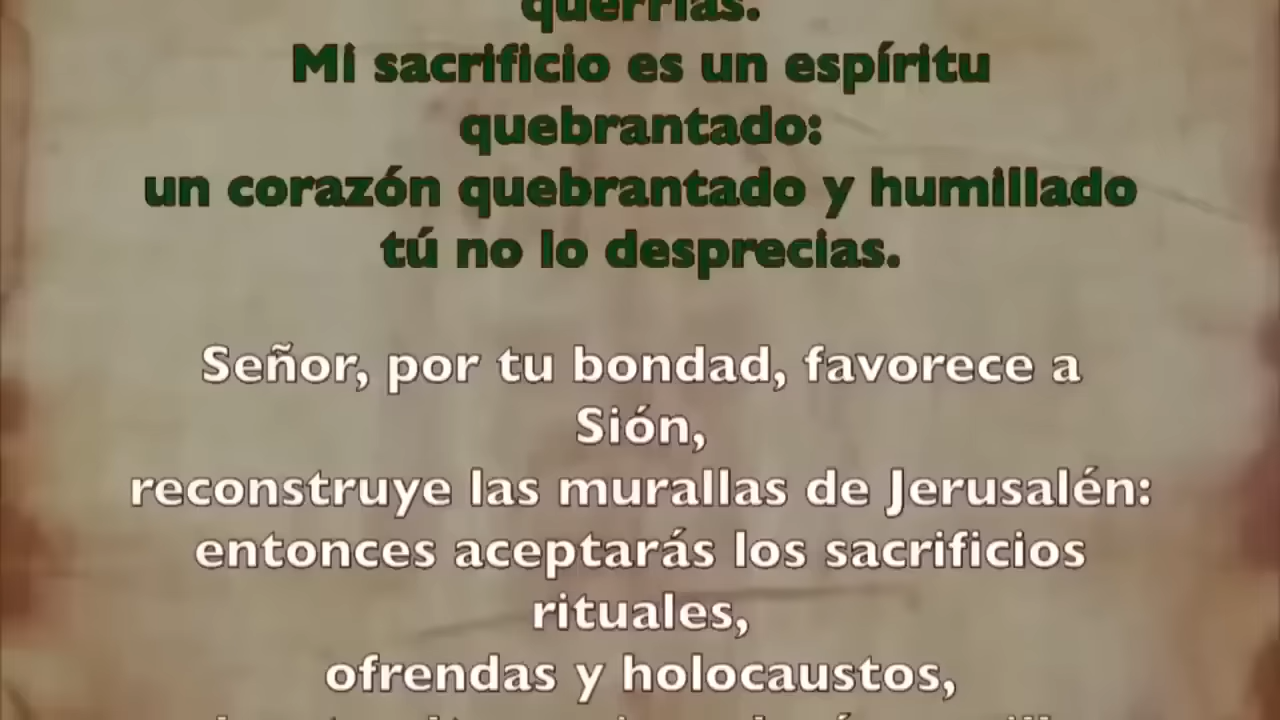 querrías.
Mi sacrificio es un espíritu
quebrantado:
un corazón quebrantado y humillado
tú no lo desprecias.
Señor, por tu bondad, favorece a
Sión,
reconstruye las murallas de Jerusalén:
entonces aceptarás los sacrificios
rituales,
ofrendas y holocaustos,